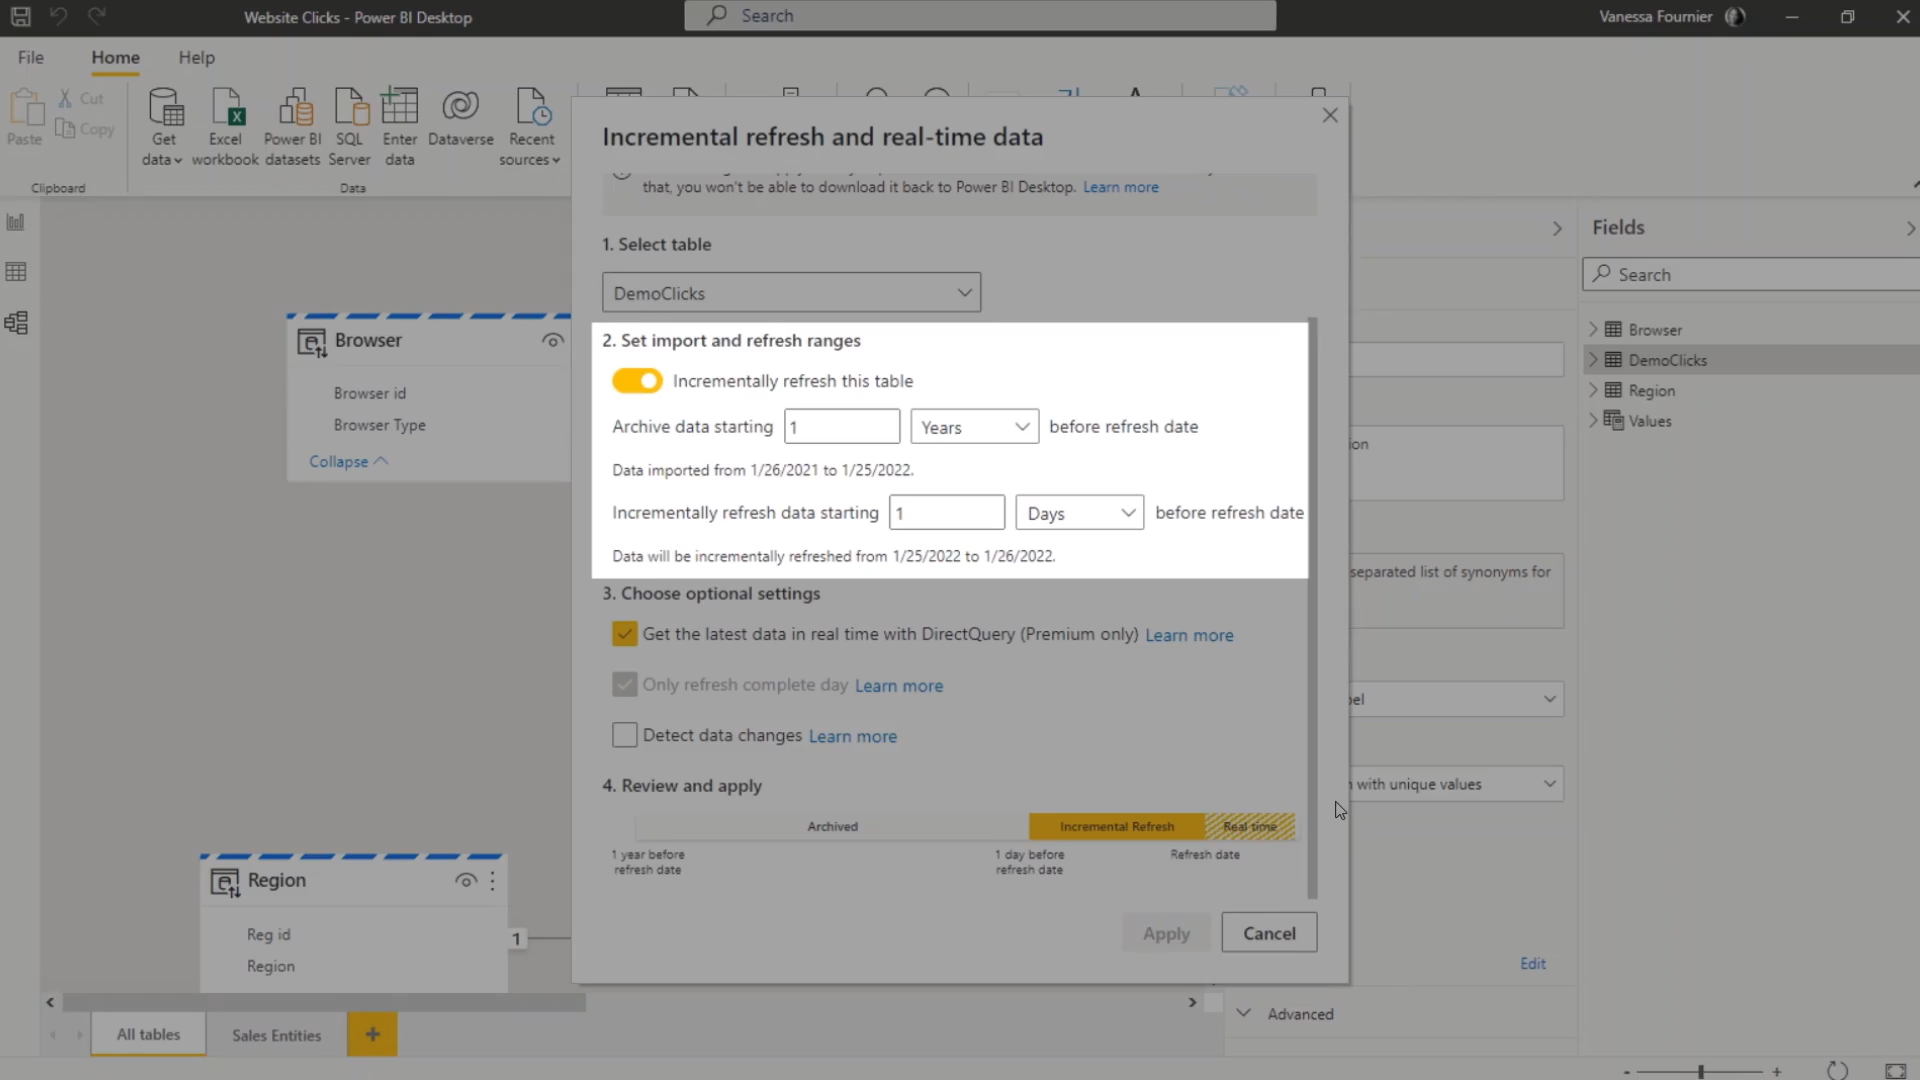 Website Clicks - Power BI Desktop
Search
Vanessa Fournier
File
Home
Help
Paste
Cut
Copy
Get data
Excel workbook
Power BI datasets
SQL Server
Enter data
Dataverse
Recent sources
Clipboard
Data
Incremental refresh and real-time data
that, you won't be able to download it back to Power BI Desktop. Learn more
1. Select table
DemoClicks
2. Set import and refresh ranges
Incrementally refresh this table
Archive data starting 1 Years before refresh date
Data imported from 1/26/2021 to 1/25/2022.
Incrementally refresh data starting 1 Days before refresh date
Data will be incrementally refreshed from 1/25/2022 to 1/26/2022.
3. Choose optional settings
Get the latest data in real time with DirectQuery (Premium only) Learn more
Only refresh complete day Learn more
Detect data changes Learn more
4. Review and apply
Archived
Incremental Refresh
Real time
1 year before
refresh date
1 day before
refresh date
Refresh date
Apply
Cancel
Browser
Browser id
Browser Type
Collapse
Region
Reg id
Region
1
separated list of synonyms for
with unique values
Edit
Advanced
Fields
Search
Browser
DemoClicks
Region
Values
All tables
Sales Entities
+
- +